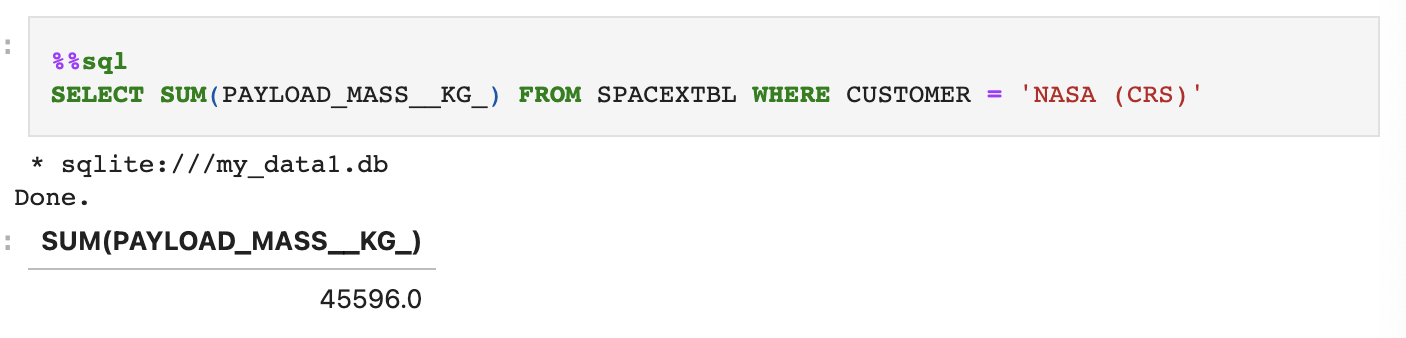 :
%%sql
SELECT SUM(PAYLOAD_MASS__KG_) FROM SPACEXTBL WHERE CUSTOMER = 'NASA (CRS)'
* sqlite:///my_data1.db
Done.
:
SUM(PAYLOAD_MASS__KG_)
45596.0